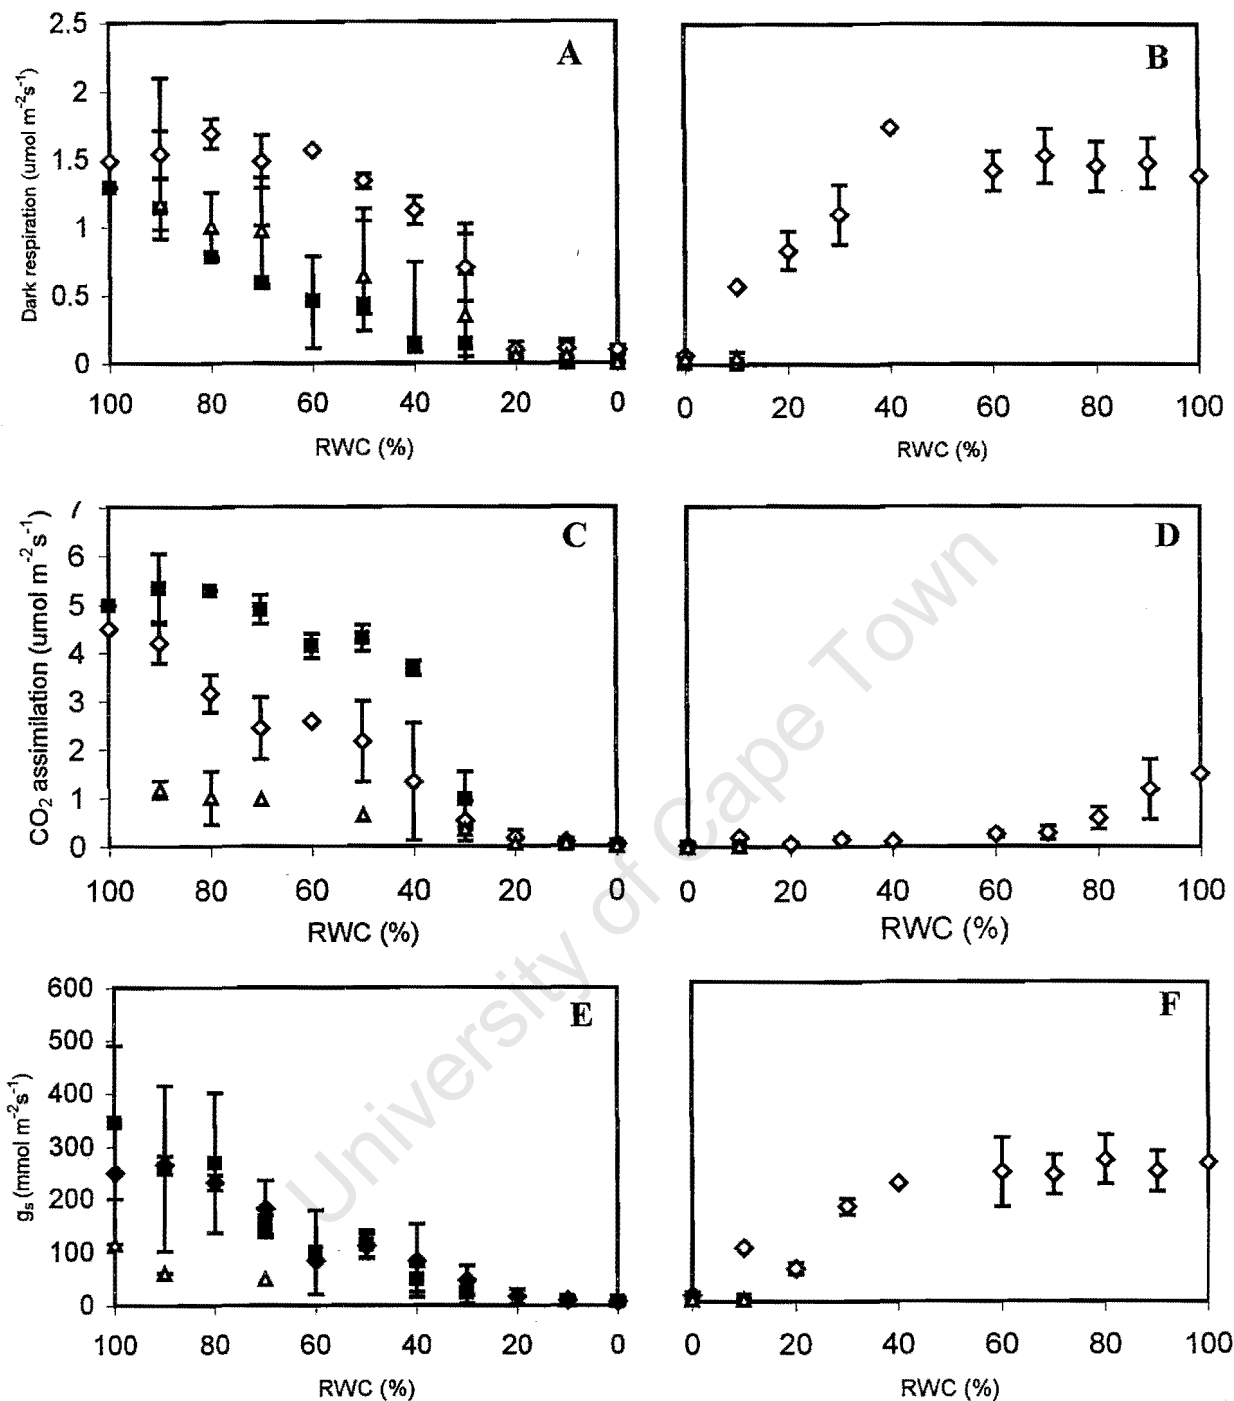 A
B
2.5
2
1.5
1
0.5
0
Dark respiration (umol m⁻²s⁻¹)
100 80 60 40 20 0
0 20 40 60 80 100
RWC (%)
RWC (%)
C
D
7
6
5
4
3
2
1
0
CO₂ assimilation (umol m⁻²s⁻¹)
100 80 60 40 20 0
0 20 40 60 80 100
RWC (%)
RWC (%)
E
F
600
500
400
300
200
100
0
gₛ (mmol m⁻²s⁻¹)
100 80 60 40 20 0
0 20 40 60 80 100
RWC (%)
RWC (%)
University of Cape Town